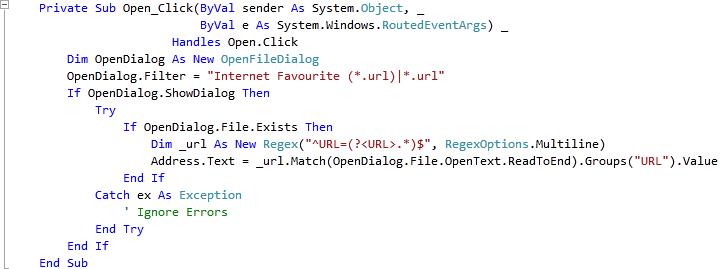 Private Sub Open_Click(ByVal sender As System.Object, _
ByVal e As System.Windows.RoutedEventArgs) _
Handles Open.Click
Dim OpenDialog As New OpenFileDialog
OpenDialog.Filter = "Internet Favourite (*.url)|*.url"
If OpenDialog.ShowDialog Then
Try
If OpenDialog.File.Exists Then
Dim _url As New Regex("^URL=(?<URL>.*)$", RegexOptions.Multiline)
Address.Text = _url.Match(OpenDialog.File.OpenText.ReadToEnd).Groups("URL").Value
End If
Catch ex As Exception
' Ignore Errors
End Try
End If
End Sub